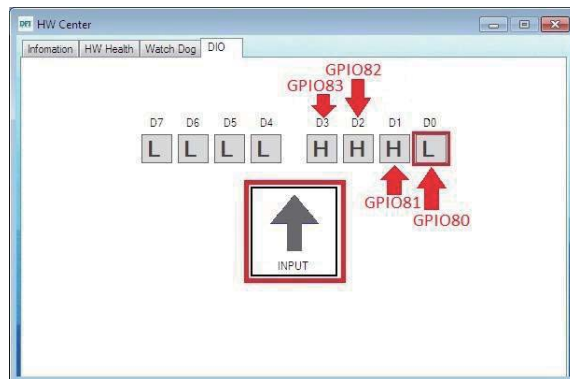 DFI HW Center
Infomation HW Health Watch Dog DIO
GPIO82
GPIO83
D7 D6 D5 D4 D3 D2 D1 D0
L L L L H H H L
GPIO81
GPIO80
INPUT